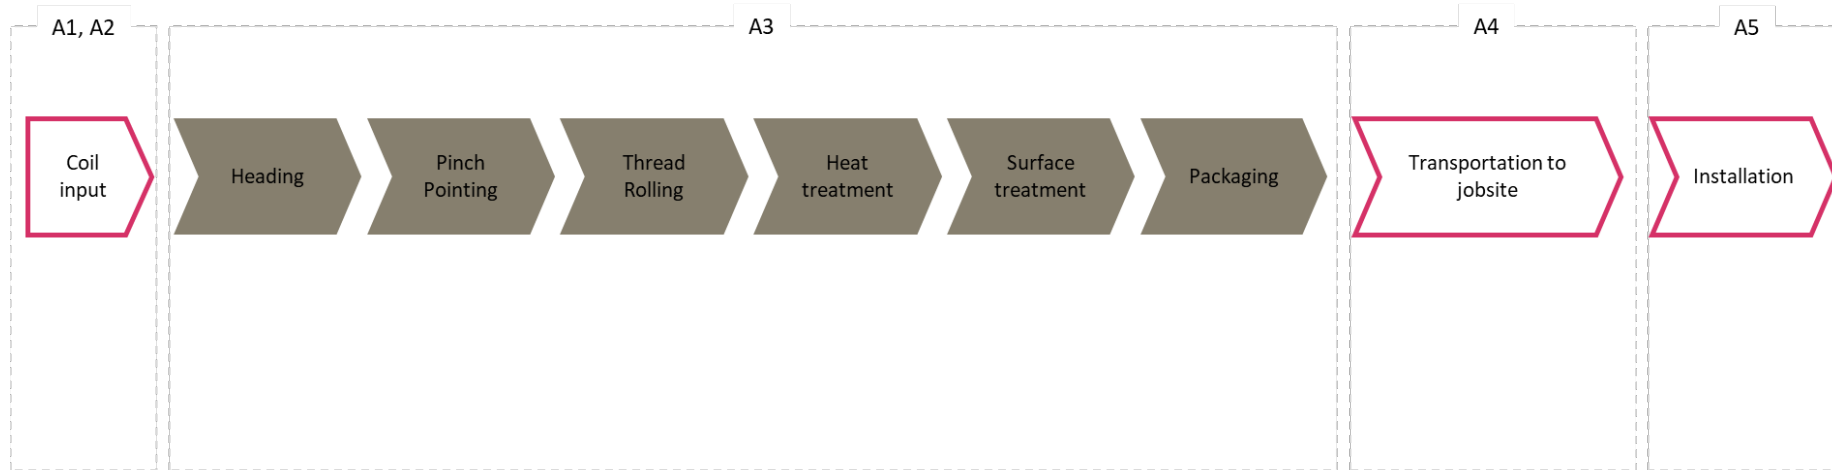 A1, A2
A3
A4
A5
Coil
input
Heading
Pinch
Pointing
Thread
Rolling
Heat
treatment
Surface
treatment
Packaging
Transportation to
jobsite
Installation